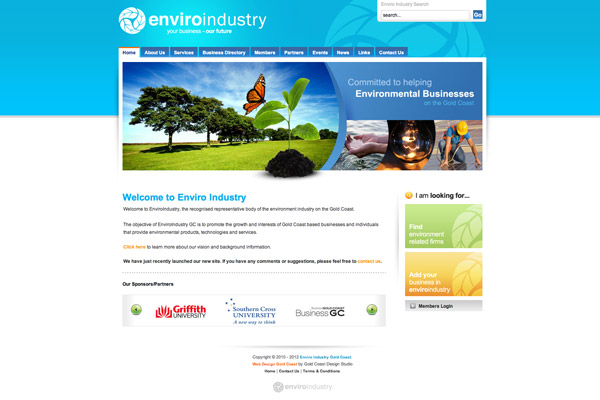 Enviro Industry Search
enviroindustry
your business - our future
search...
Go
Home About Us Services Business Directory Members Partners Events News Links Contact Us
Committed to helping
Environmental Businesses
on the Gold Coast
Welcome to Enviro Industry
Welcome to EnviroIndustry, the recognised representative body of the environment industry on the Gold Coast.
The objective of EnviroIndustry GC is to promote the growth and interests of Gold Coast based businesses and individuals
that provide environmental products, technologies and services.
Click here to learn more about our vision and background information.
We have just recently launched our new site. If you have any comments or suggestions, please feel free to contact us.
I am looking for...
Find
environment
related firms
Add your
business in
enviroindustry
Members Login
Our Sponsors/Partners
Griffith
UNIVERSITY
Southern Cross
UNIVERSITY
A new way to think
BusinessGC
Copyright © 2010 - 2012 Enviro Industry Gold Coast.
Web Design Gold Coast by Gold Coast Design Studio
Home | Contact Us | Terms & Conditions
enviroindustry